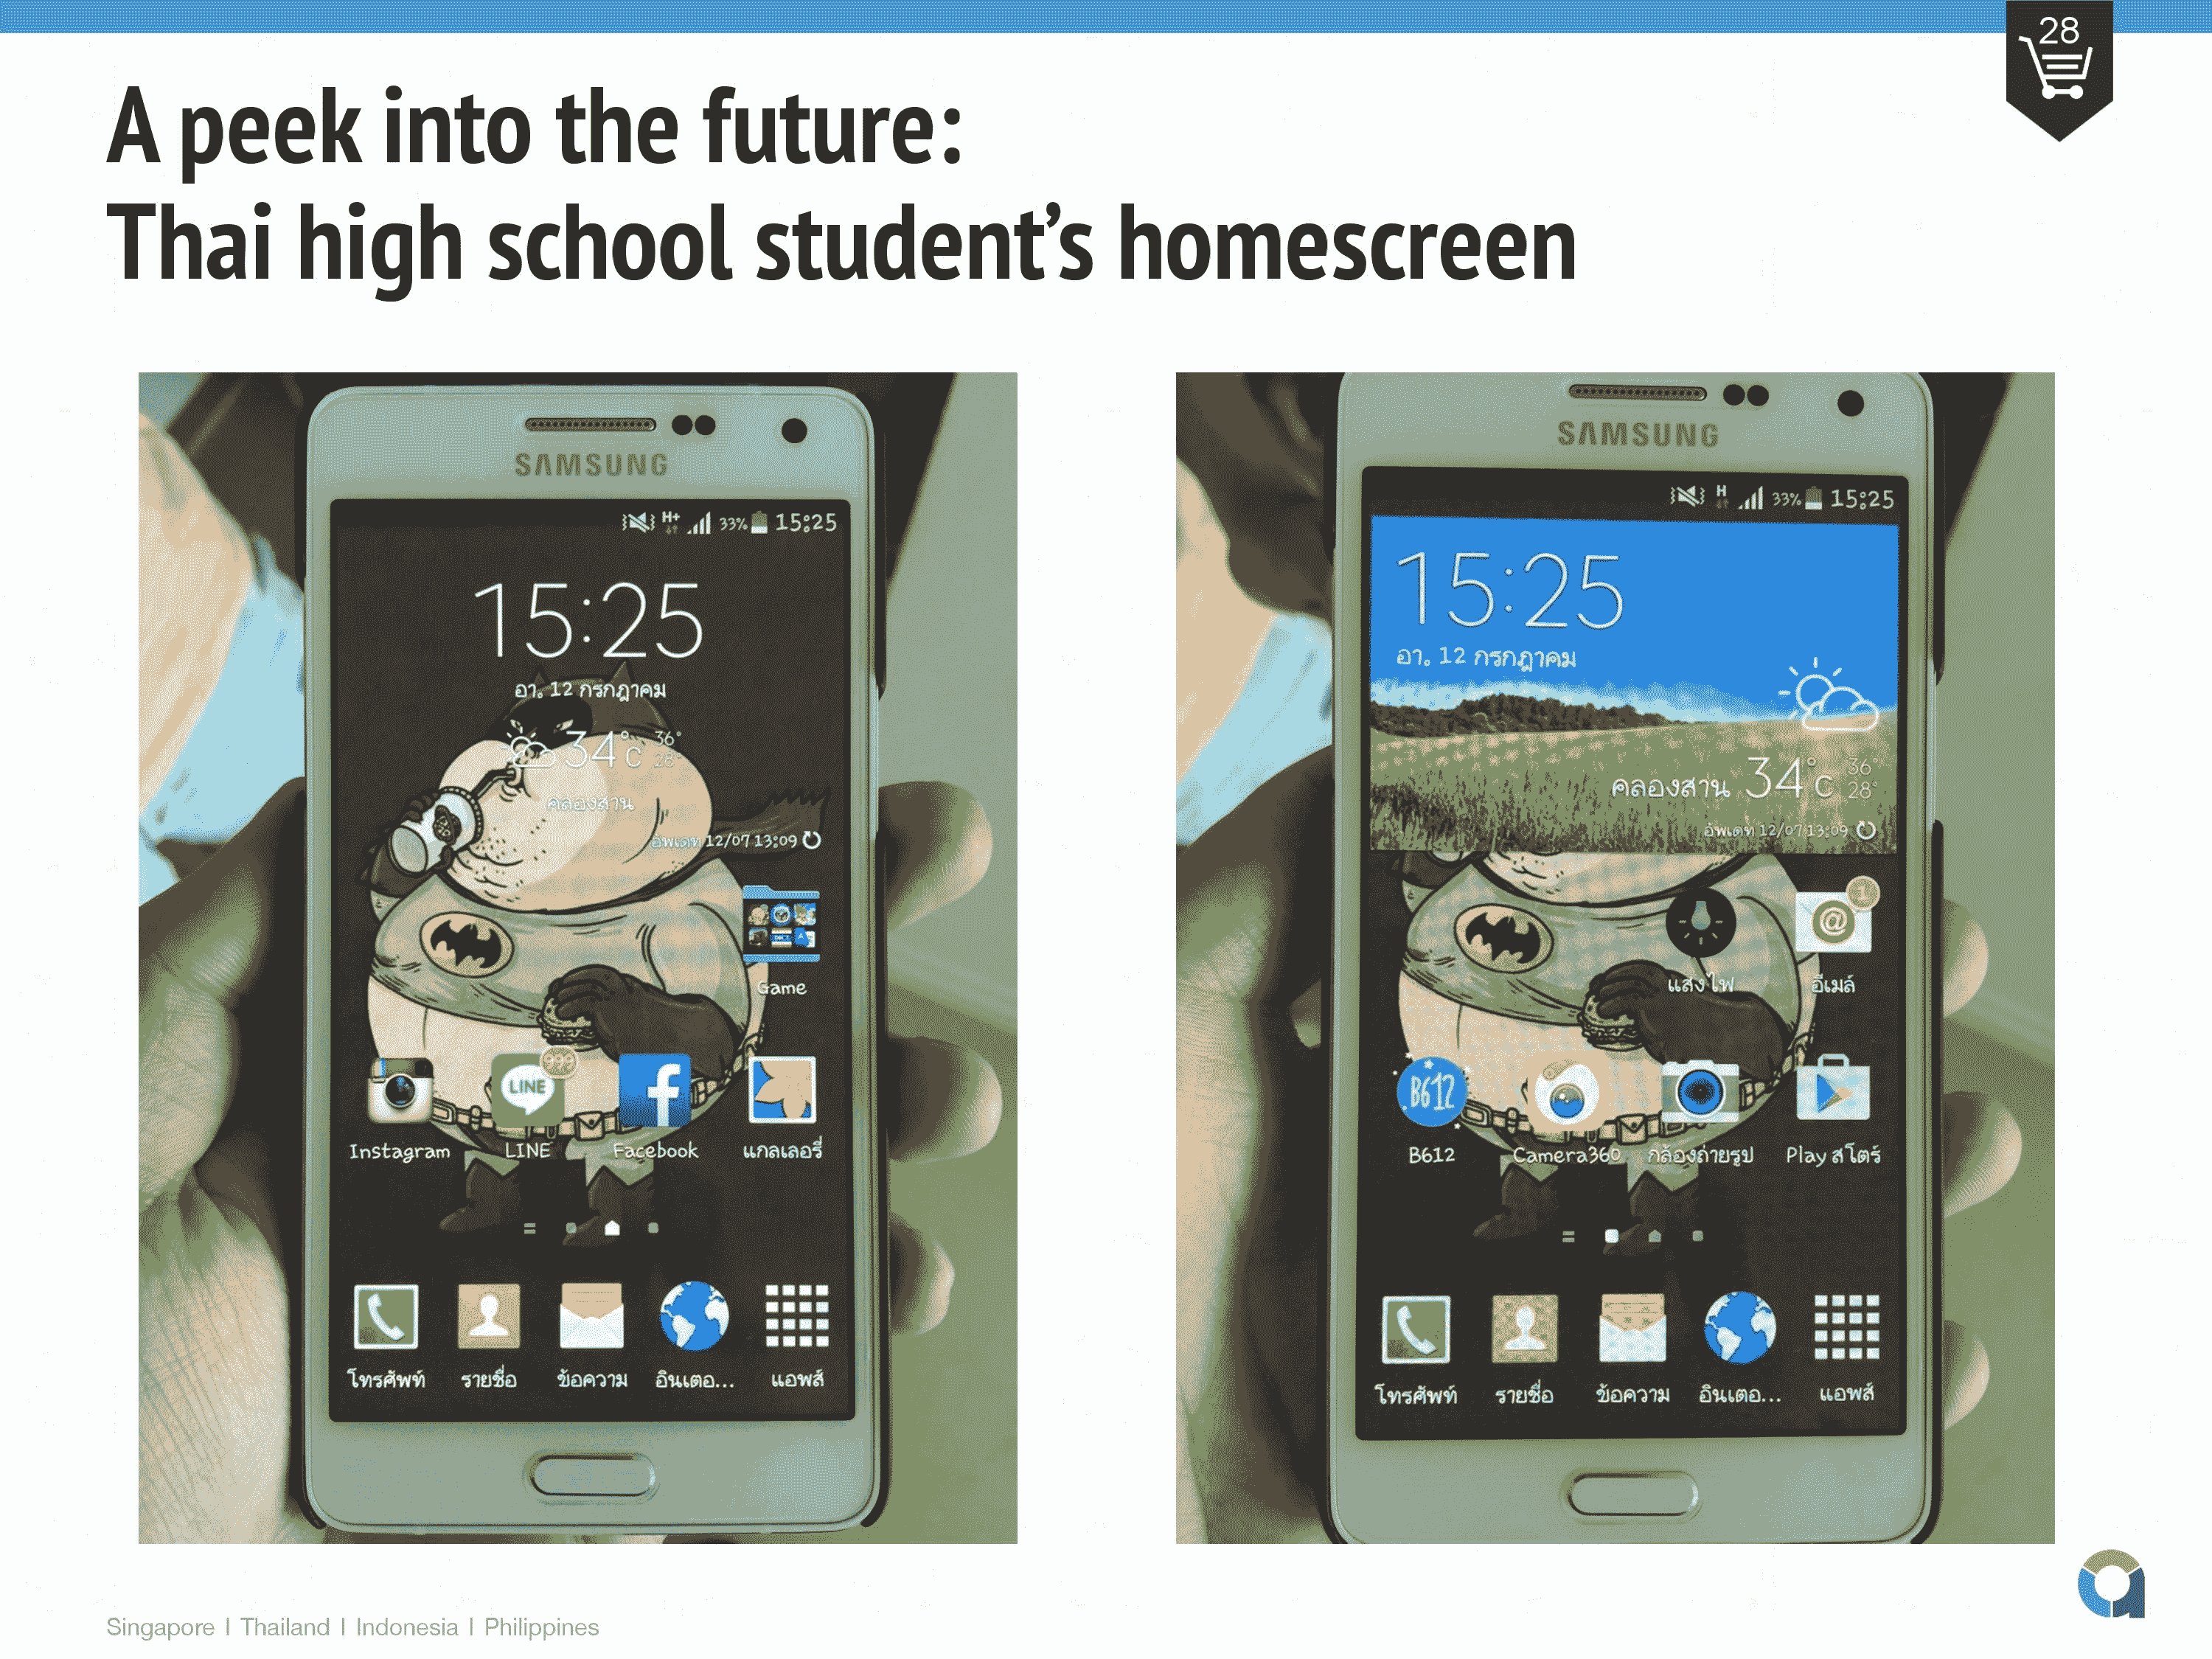 28
A peek into the future:
Thai high school student’s homescreen
SAMSUNG
H+ 33% 15:25
15:25
อา. 12 กรกฎาคม
34°c 36° 28°
คลองสาน
อัพเดท 12/07 13:09
Game
999
LINE
Instagram LINE Facebook แกลเลอรี่
โทรศัพท์ รายชื่อ ข้อความ อินเตอ... แอพส์
SAMSUNG
H 33% 15:25
15:25
อา. 12 กรกฎาคม
คลองสาน 34°c 36° 28°
อัพเดท 12/07 13:09
1
@
แสงไฟ อีเมล์
B612
B612 Camera360 กล้องถ่ายรูป Play สโตร์
โทรศัพท์ รายชื่อ ข้อความ อินเตอ... แอพส์
Singapore I Thailand I Indonesia I Philippines